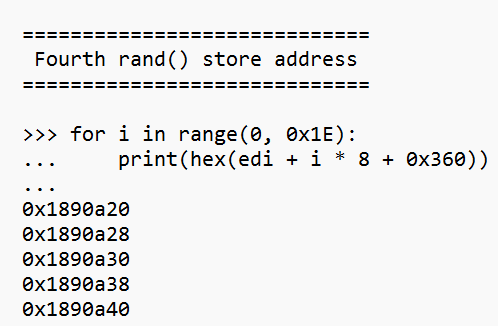 =============================
 Fourth rand() store address
=============================
>>> for i in range(0, 0x1E):
...     print(hex(edi + i * 8 + 0x360))
...
0x1890a20
0x1890a28
0x1890a30
0x1890a38
0x1890a40